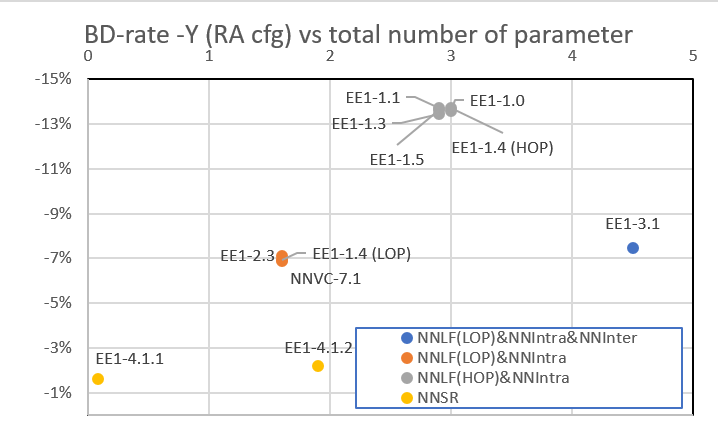 BD-rate -Y (RA cfg) vs total number of parameter
0 1 2 3 4 5
-15%
-13%
-11%
-9%
-7%
-5%
-3%
-1%
EE1-1.1
EE1-1.0
EE1-1.3
EE1-1.4 (HOP)
EE1-1.5
EE1-3.1
EE1-2.3
EE1-1.4 (LOP)
NNVC-7.1
EE1-4.1.2
EE1-4.1.1
NNLF(LOP)&NNIntra&NNInter
NNLF(LOP)&NNIntra
NNLF(HOP)&NNIntra
NNSR